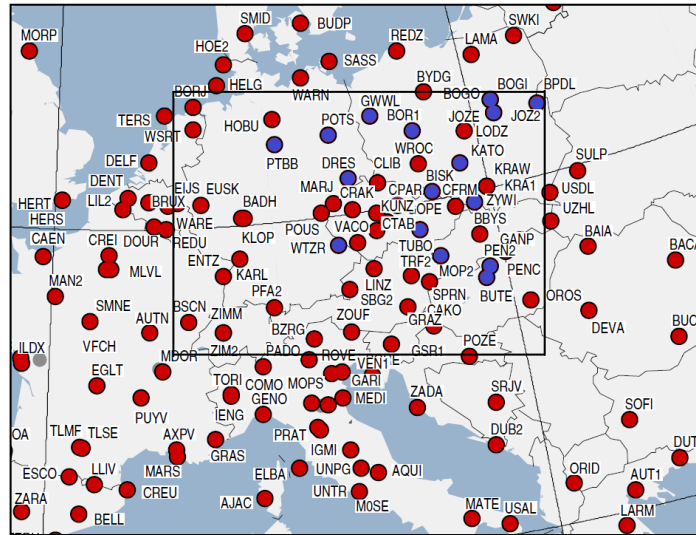 MORP
SMID
BUDP
REDZ
SWKI
LAMA
HOE2
SASS
HELG
WARN
BYDG
BOGI
BPDL
BORJ
GWWL
BOGO
TERS
POTS
BOR1
JOZE
JOZ2
WSRT
HOBU
LODZ
WROC
PTBB
KATO
DELF
DRES
CLIB
SULP
DENT
BISK
KRAW
LIL2
BRUX
EIJS
EUSK
MARJ
CPAR
KRA1
USDL
HERT
BADH
CRAK
KUNZ
OPE
CFRM
ZYWI
HERS
WARE
POUS
CTAB
UZHL
CAEN
CREI
DOUR
REDU
KLOP
VACO
BBYS
BAIA
WTZR
TUBO
GANP
BACA
MAN2
MLVL
ENTZ
TRF2
MOP2
PEN2
KARL
LINZ
PENC
PFA2
SBG2
SPRN
BUTE
OROS
SMNE
AUTN
BSCN
ZIMM
ZOUF
GRAZ
CAKO
DEVA
BZRG
BUC
ILDX
VFCH
ZIM2
PADO
ROVE
VEN1
E
GSR1
POZE
MDOR
EGLT
TORI
COMO
MOPS
GARI
PUYV
IENG
GENO
MEDI
ZADA
SRJV
SOFI
OA
TLMF
TLSE
AXPV
PRAT
DUB2
DUT
GRAS
IGMI
ESCO
LLIV
MARS
ELBA
UNPG
AQUI
ORID
AUT1
ZARA
CREU
AJAC
UNTR
BELL
M0SE
MATE
USAL
LARM